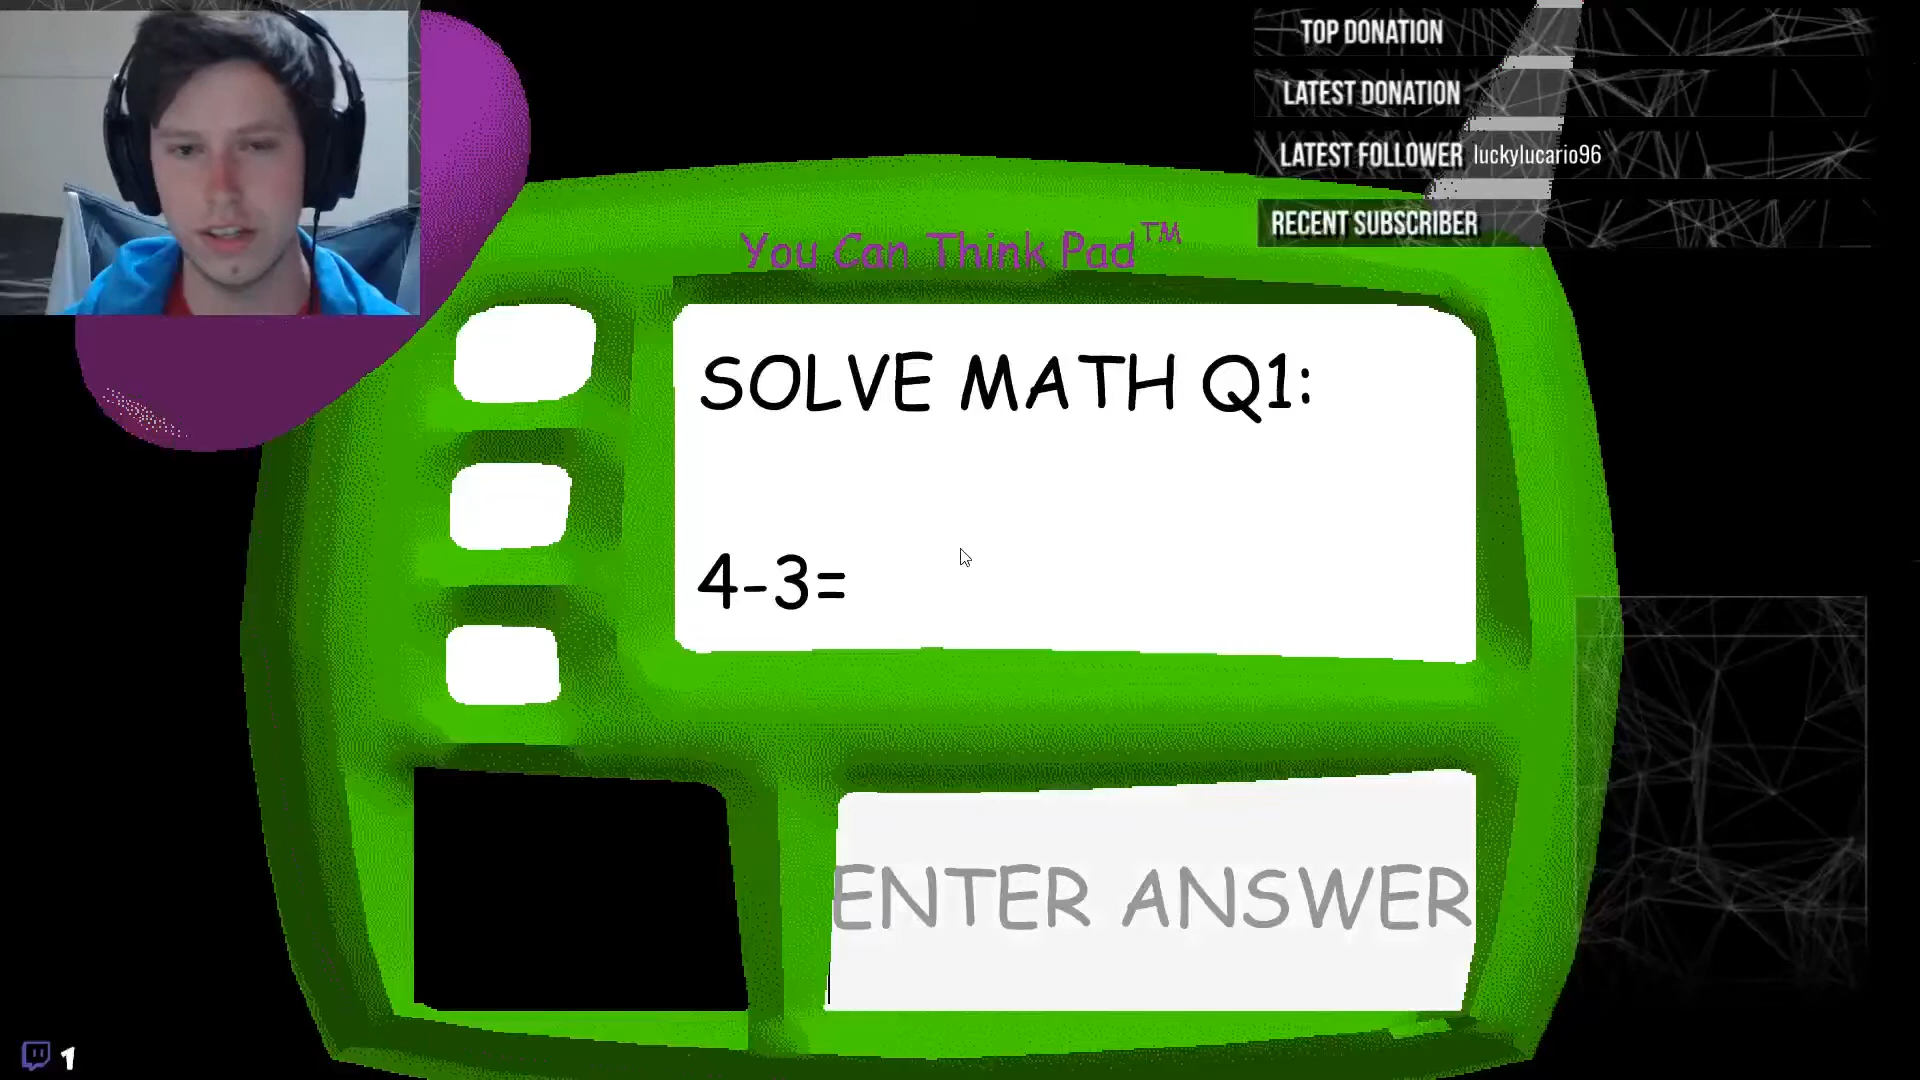 TOP DONATION
LATEST DONATION
LATEST FOLLOWER luckylucario96
RECENT SUBSCRIBER
You Can Think Pad™
SOLVE MATH Q1:
4-3=
ENTER ANSWER
1